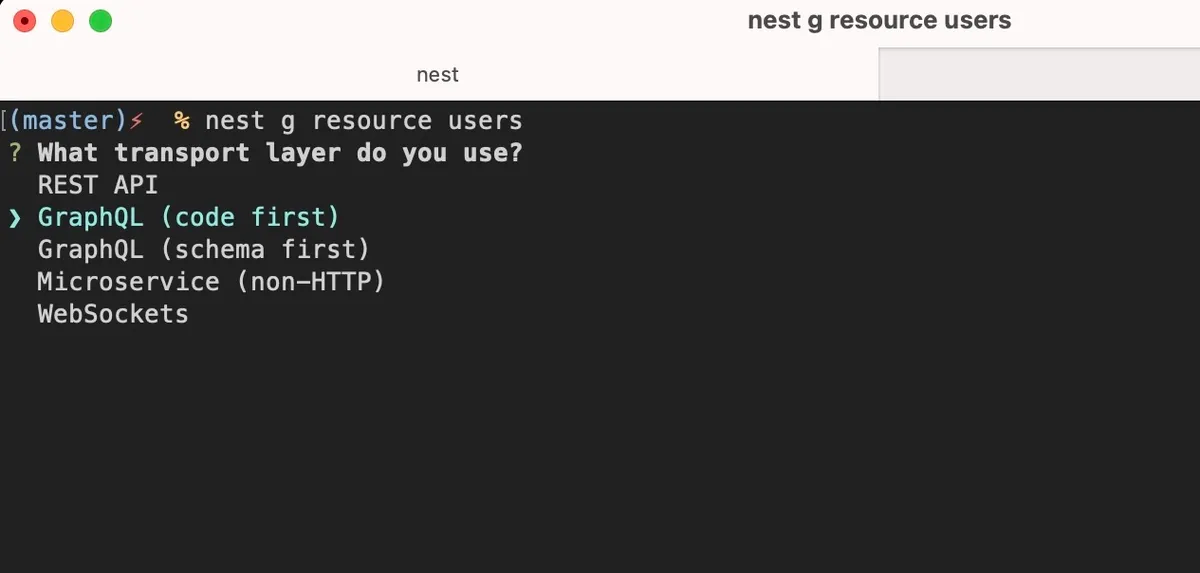 nest g resource users
nest
[(master)⚡ % nest g resource users
? What transport layer do you use?
REST API
❯ GraphQL (code first)
GraphQL (schema first)
Microservice (non-HTTP)
WebSockets